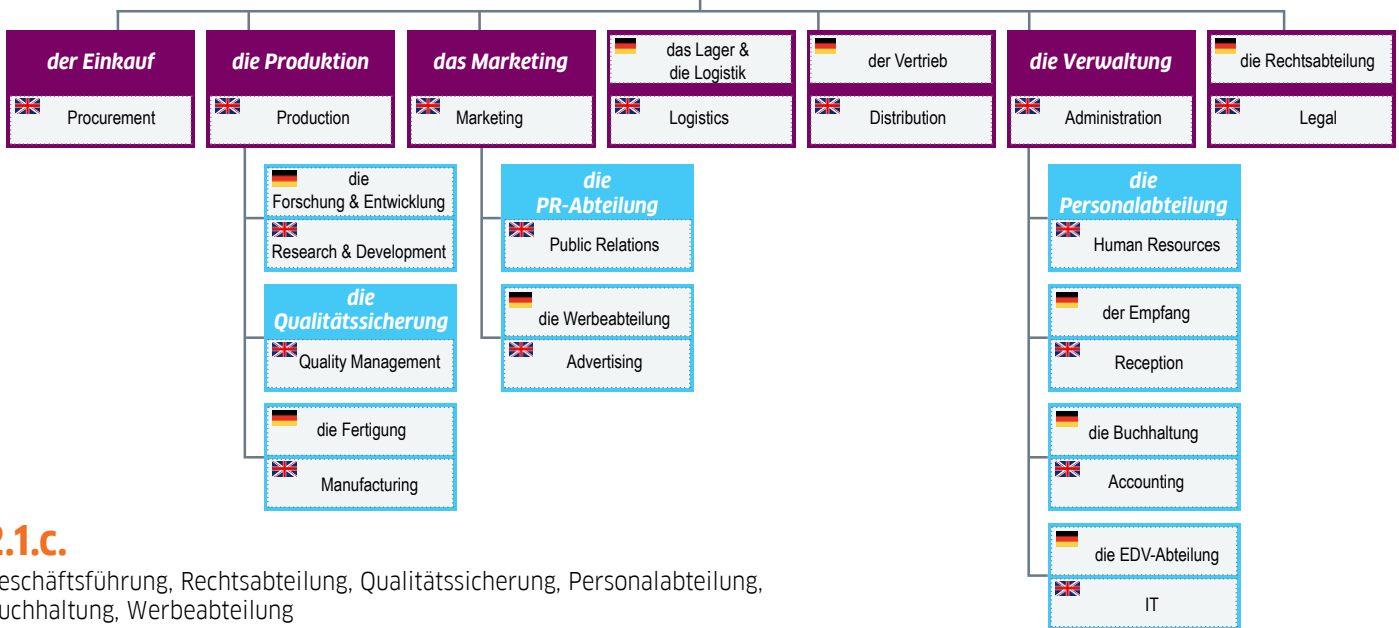 der Einkauf
Procurement
die Produktion
Production
das Marketing
Marketing
das Lager &
die Logistik
Logistics
der Vertrieb
Distribution
die Verwaltung
Administration
die Rechtsabteilung
Legal
die
Forschung & Entwicklung
Research & Development
die
Qualitätssicherung
Quality Management
die Fertigung
Manufacturing
die
PR-Abteilung
Public Relations
die Werbeabteilung
Advertising
die
Personalabteilung
Human Resources
der Empfang
Reception
die Buchhaltung
Accounting
die EDV-Abteilung
IT
2.1.c.
eschäftsführung, Rechtsabteilung, Qualitätssicherung, Personalabteilung,
uchhaltung, Werbeabteilung